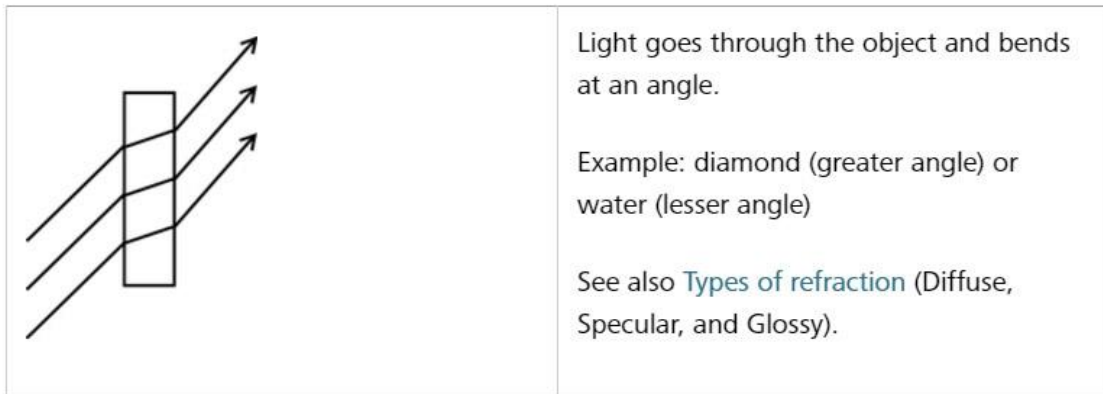 Light goes through the object and bends
at an angle.
Example: diamond (greater angle) or
water (lesser angle)
See also Types of refraction (Diffuse,
Specular, and Glossy).